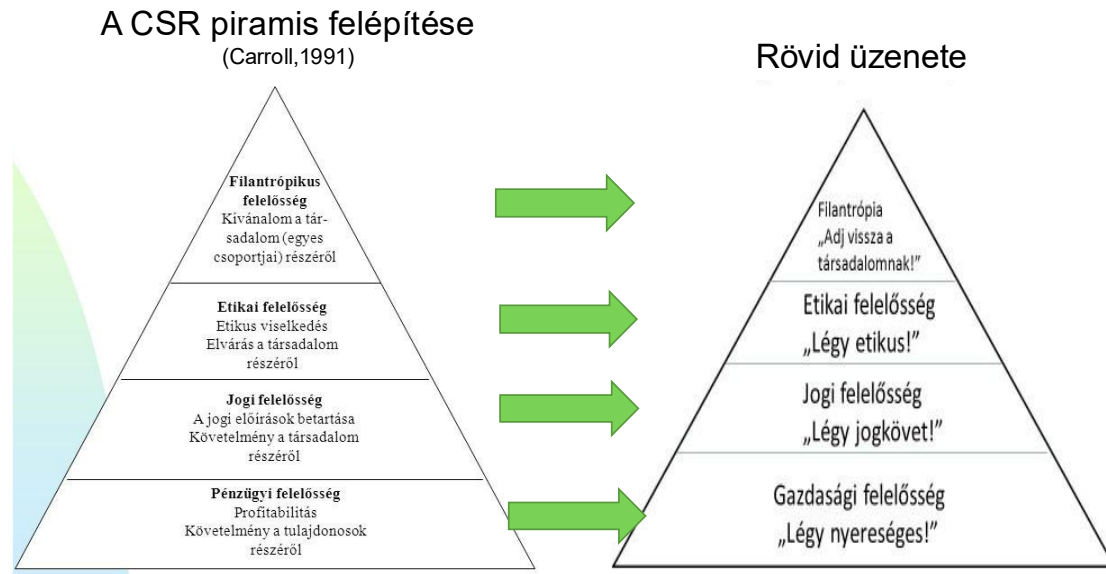 A CSR piramis felépítése
(Carroll,1991)
Filantrópikus
felelősség
Kívánalom a tár-
sadalom (egyes
csoportjai) részéről
Etikai felelősség
Etikus viselkedés
Elvárás a társadalom
részéről
Jogi felelősség
A jogi előírások betartása
Követelmény a társadalom
részéről
Pénzügyi felelősség
Profitabilitás
Követelmény a tulajdonosok
részéről
Rövid üzenete
Filantrópia
„Adj vissza a
társadalomnak!”
Etikai felelősség
„Légy etikus!”
Jogi felelősség
„Légy jogkövet!”
Gazdasági felelősség
„Légy nyereséges!”